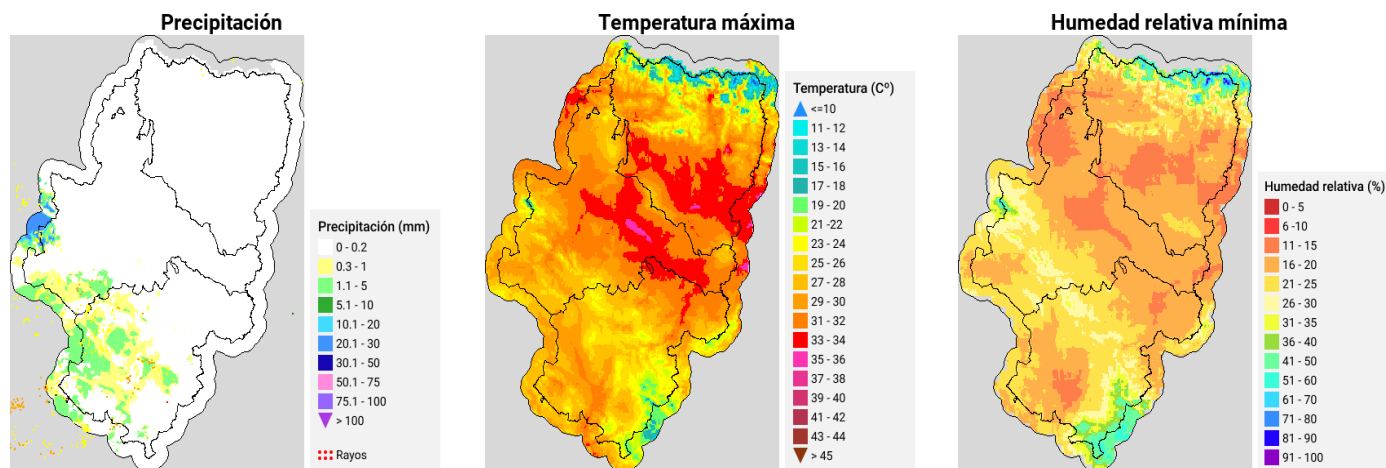 Precipitación
Temperatura máxima
Humedad relativa mínima
Precipitación (mm)
0 - 0.2
0.3 - 1
1.1 - 5
5.1 - 10
10.1 - 20
20.1 - 30
30.1 - 50
50.1 - 75
75.1 - 100
> 100
Rayos
Temperatura (Cº)
<=10
11 - 12
13 - 14
15 - 16
17 - 18
19 - 20
21 -22
23 - 24
25 - 26
27 - 28
29 - 30
31 - 32
33 - 34
35 - 36
37 - 38
39 - 40
41 - 42
43 - 44
> 45
Humedad relativa (%)
0 - 5
6 -10
11 - 15
16 - 20
21 - 25
26 - 30
31 - 35
36 - 40
41 - 50
51 - 60
61 - 70
71 - 80
81 - 90
91 - 100